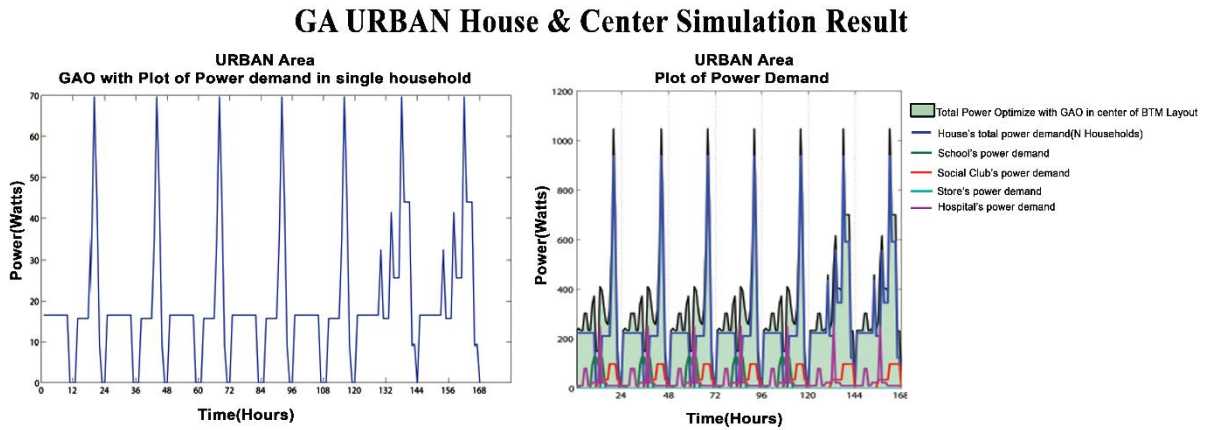 GA URBAN House & Center Simulation Result
URBAN Area
GAO with Plot of Power demand in single household
70
60
50
40
30
20
10
0
Power(Watts)
0 12 24 36 48 60 72 84 96 108 120 132 144 156 168
Time(Hours)
URBAN Area
Plot of Power Demand
1200
1000
800
600
400
200
0
Power(Watts)
24 48 72 96 120 144 168
Time(Hours)
Total Power Optimize with GAO in center of BTM Layout
House's total power demand(N Households)
School's power demand
Social Club's power demand
Store's power demand
Hospital's power demand